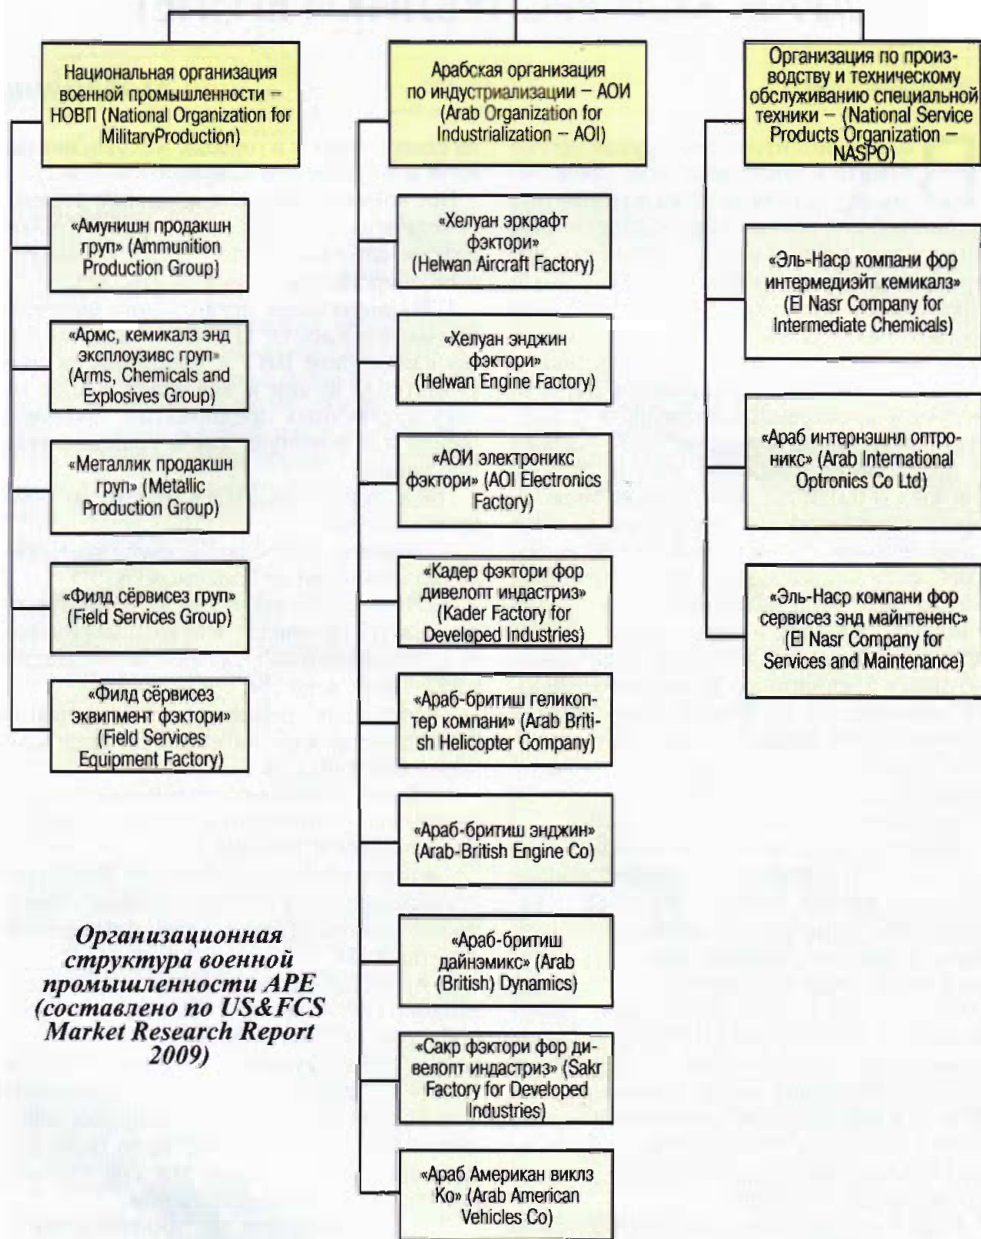 Национальная организация
военной промышленности –
НОВП (National Organization for
MilitaryProduction)
«Амунишн продакшн
груп» (Ammunition
Production Group)
«Армс, кемикалз энд
эксплоузивс груп»
(Arms, Chemicals and
Explosives Group)
«Металлик продакшн
груп» (Metallic
Production Group)
«Филд сёрвисез груп»
(Field Services Group)
«Филд сёрвисез
эквипмент фэктори»
(Field Services
Equipment Factory)
Арабская организация
по индустриализации – АОИ
(Arab Organization for
Industrialization – AOI)
«Хелуан эркрафт
фэктори»
(Helwan Aircraft Factory)
«Хелуан энджин
фэктори»
(Helwan Engine Factory)
«АОИ электроникс
фэктори» (AOI Electronics
Factory)
«Кадер фэктори фор
дивелопт индастриз»
(Kader Factory for
Developed Industries)
«Араб-бритиш геликоп-
тер компани» (Arab Briti-
sh Helicopter Company)
«Араб-бритиш энджин»
(Arab-British Engine Co)
«Араб-бритиш
дайнэмикс» (Arab
(British) Dynamics)
«Сакр фэктори фор ди-
велопт индастриз» (Sakr
Factory for Developed
Industries)
«Араб Американ виклз
Ко» (Arab American
Vehicles Co)
Организация по произ-
водству и техническому
обслуживанию специальной
техники – (National Service
Products Organization –
NASPO)
«Эль-Наср компани фор
интермедиэйт кемикалз»
(El Nasr Company for
Intermediate Chemicals)
«Араб интернэшнл оптро-
никс» (Arab International
Optronics Co Ltd)
«Эль-Наср компани фор
сервисез энд майнтененс»
(El Nasr Company for
Services and Maintenance)
Организационная
структура военной
промышленности АРЕ
(составлено по US&FCS
Market Research Report
2009)